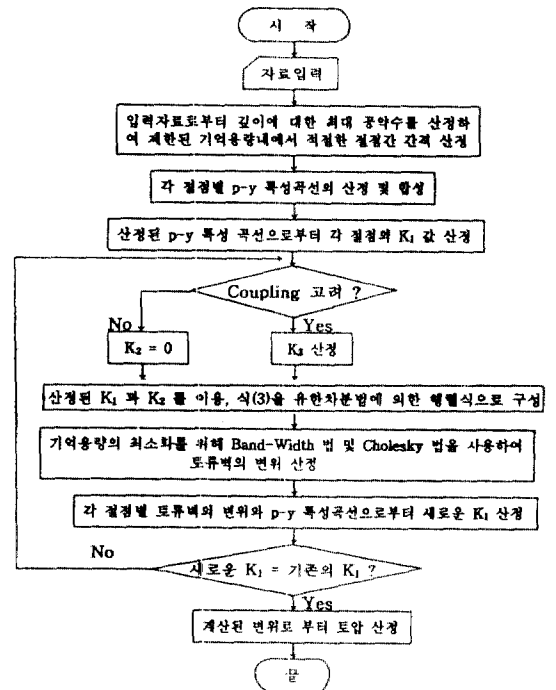 시 작
자료입력
입력자료로부터 깊이에 대한 최대 공약수를 산정하
여 제한된 기억용량내에서 적절한 절점간 간격 산정
각 절점별 p-y 특성곡선의 산정 및 합성
산정된 p-y 특성 곡선으로부터 각 절점의 K₁ 값 산정
Coupling 고려 ?
No
Yes
K₂ = 0
K₂ 산정
산정된 K₁ 과 K₂ 를 이용, 식(3)을 유한차분법에 의한 행렬식으로 구성
기억용량의 최소화를 위해 Band-Width 법 및 Cholesky 법을 사용하여
토류벽의 변위 산정
각 절점별 토류벽의 변위와 p-y 특성곡선으로부터 새로운 K₁ 산정
No
새로운 K₁ = 기존의 K₁ ?
Yes
계산된 변위로 부터 토압 산정
끝